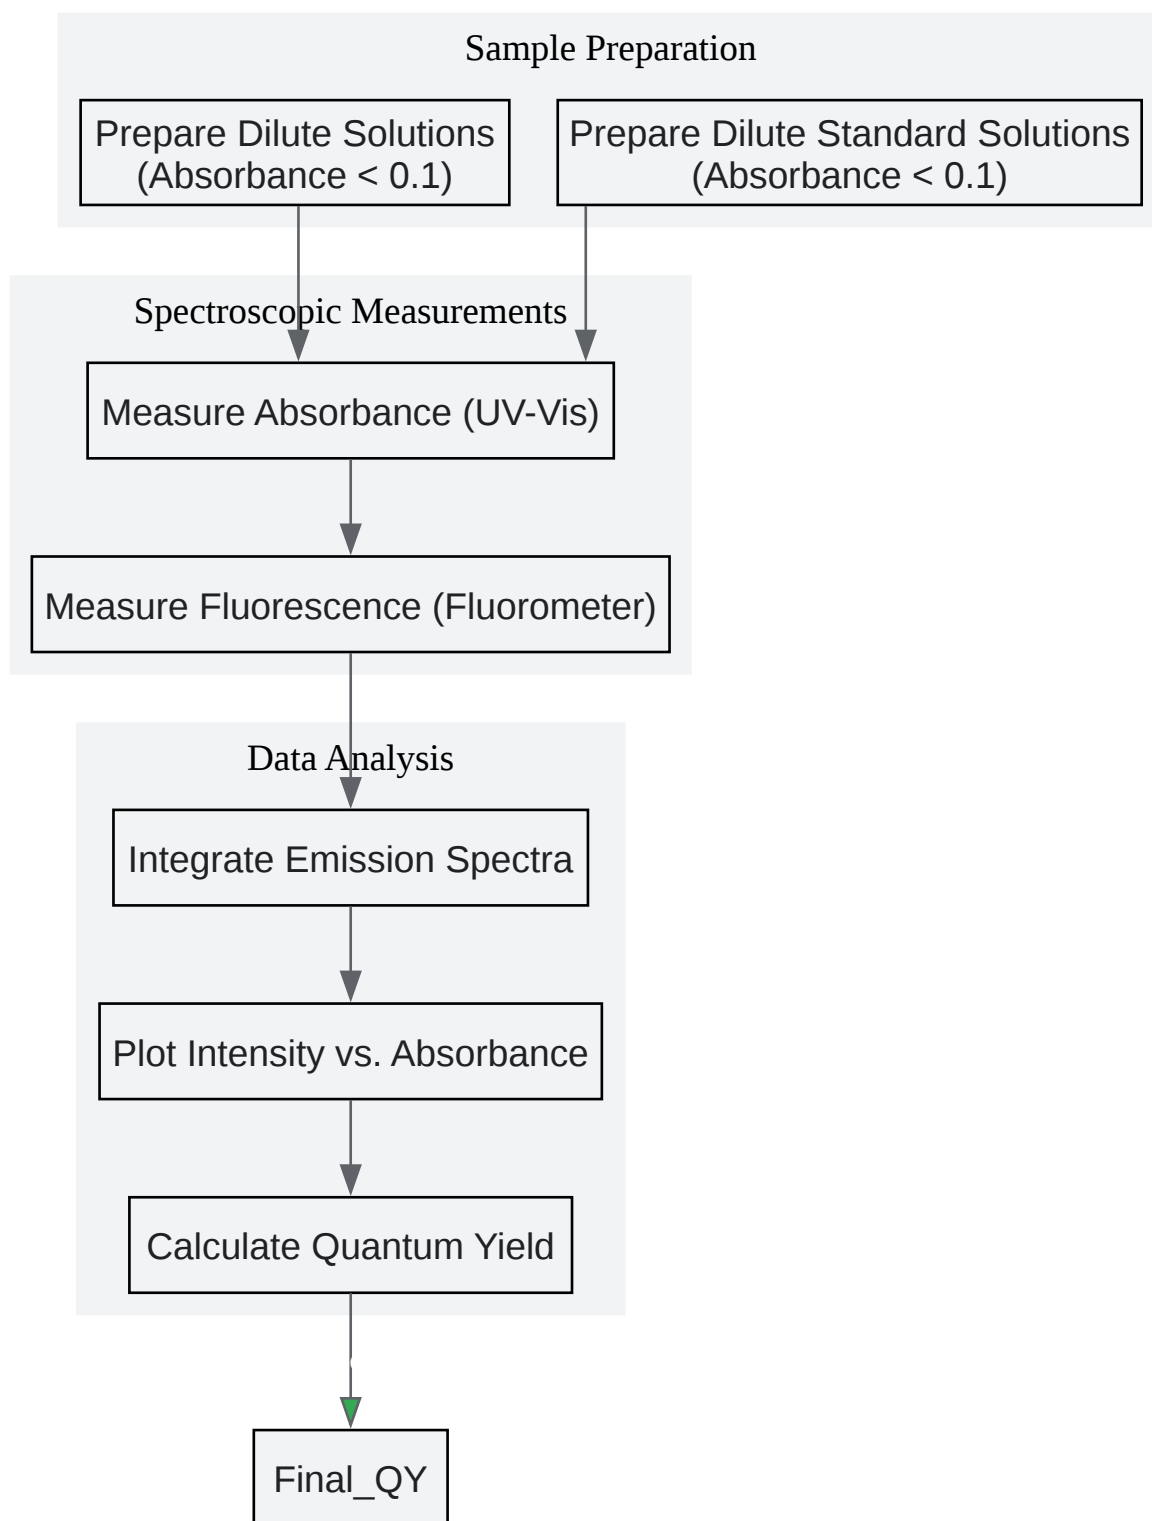 Sample Preparation
Prepare Dilute Solutions
(Absorbance < 0.1)
Prepare Dilute Standard Solutions
(Absorbance < 0.1)
Spectroscopic Measurements
Measure Absorbance (UV-Vis)
Measure Fluorescence (Fluorometer)
Data Analysis
Integrate Emission Spectra
Plot Intensity vs. Absorbance
Calculate Quantum Yield
Final_QY